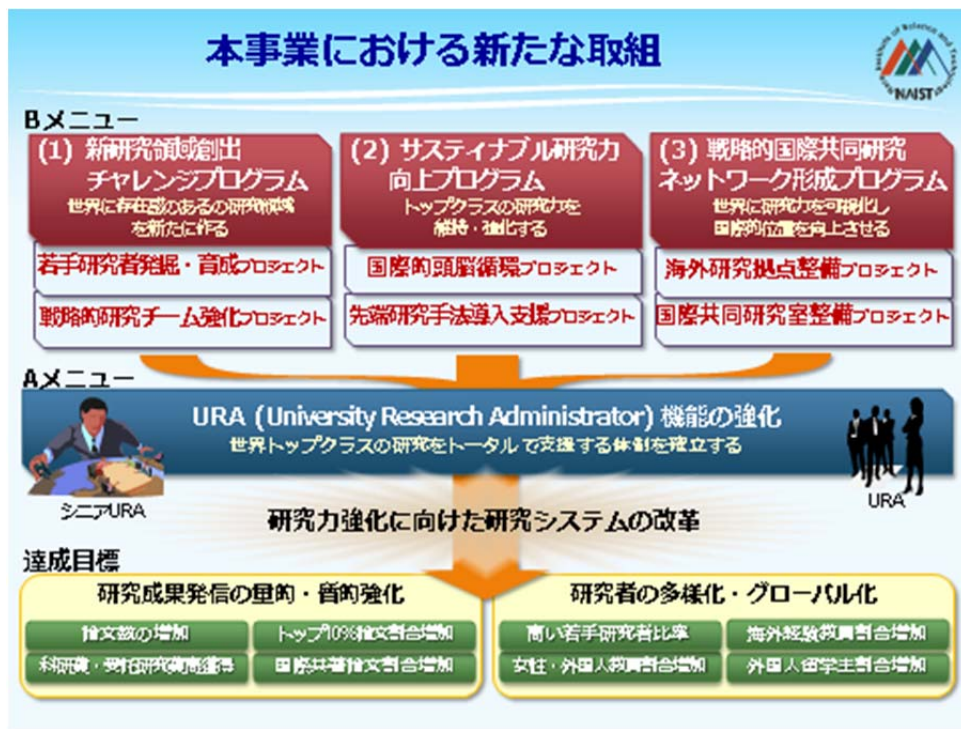 本事業における新たな取組
NAIST
Bメニュー
(1) 新研究領域創出
チャレンジプログラム
世界に存在感のあるの研究領域
を新たに作る
若手研究者発掘・育成プロジェクト
戦略的研究チーム強化プロジェクト
(2) サスティナブル研究力
向上プログラム
トップクラスの研究力を
維持・強化する
国際的頭脳循環プロジェクト
先端研究手法導入支援プロジェクト
(3) 戦略的国際共同研究
ネットワーク形成プログラム
世界に研究力を可視化し
国際的位置を向上させる
海外研究拠点整備プロジェクト
国際共同研究室整備プロジェクト
Aメニュー
URA (University Research Administrator) 機能の強化
世界トップクラスの研究をトータルで支援する体制を確立する
シニアURA
URA
研究力強化に向けた研究システムの改革
達成目標
研究成果発信の量的・質的強化
論文数の増加
トップ10%論文割合増加
科研費・受託研究費獲得
国際共著論文割合増加
研究者の多様化・グローバル化
高い若手研究者比率
海外経験教員割合増加
女性・外国人教員割合増加
外国人留学生割合増加